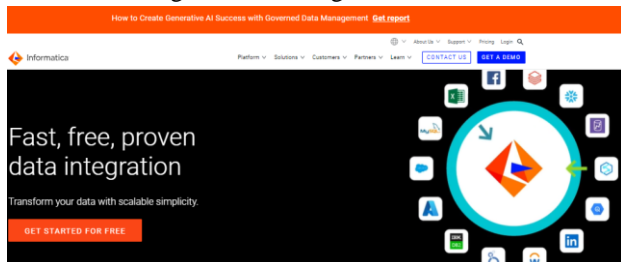 How to Create Generative AI Success with Governed Data Management Get report
About Us Support Pricing Login
Informatica
Platform Solutions Customers Partners Learn CONTACT US GET A DEMO
Fast, free, proven
data integration
Transform your data with scalable simplicity.
GET STARTED FOR FREE
MySQL
in